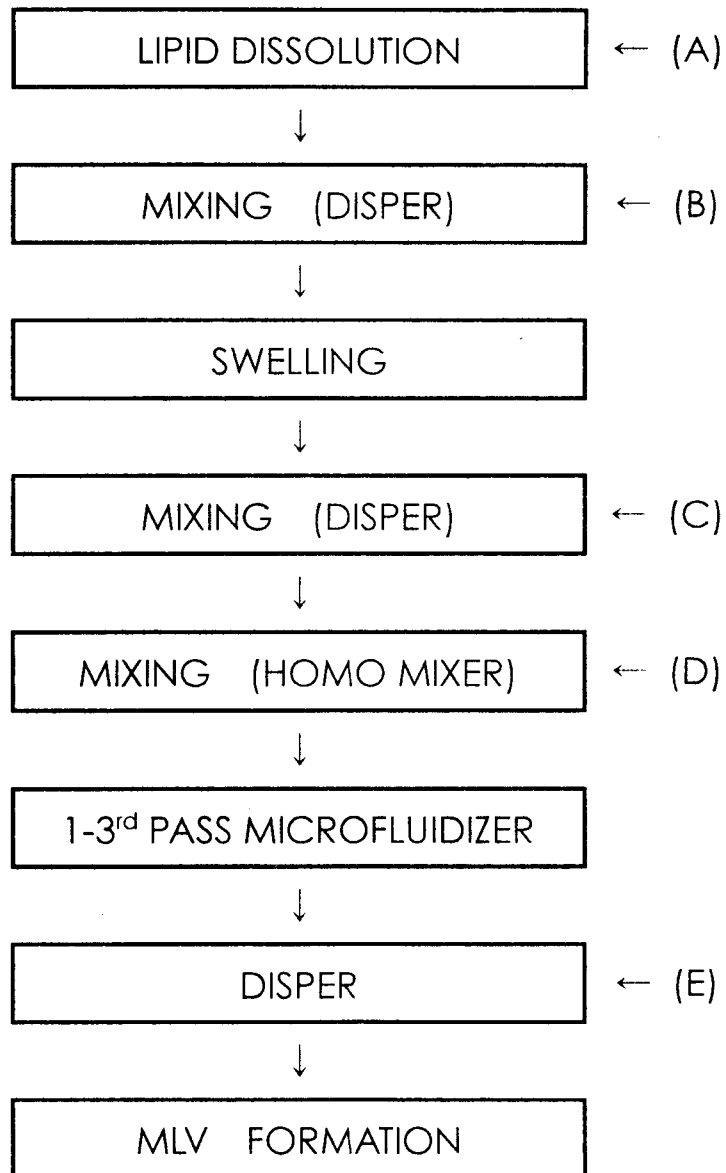 LIPID DISSOLUTION ← (A)
↓
MIXING (DISPER) ← (B)
↓
SWELLING
↓
MIXING (DISPER) ← (C)
↓
MIXING (HOMO MIXER) ← (D)
↓
1-3rd PASS MICROFLUIDIZER
↓
DISPER ← (E)
↓
MLV FORMATION